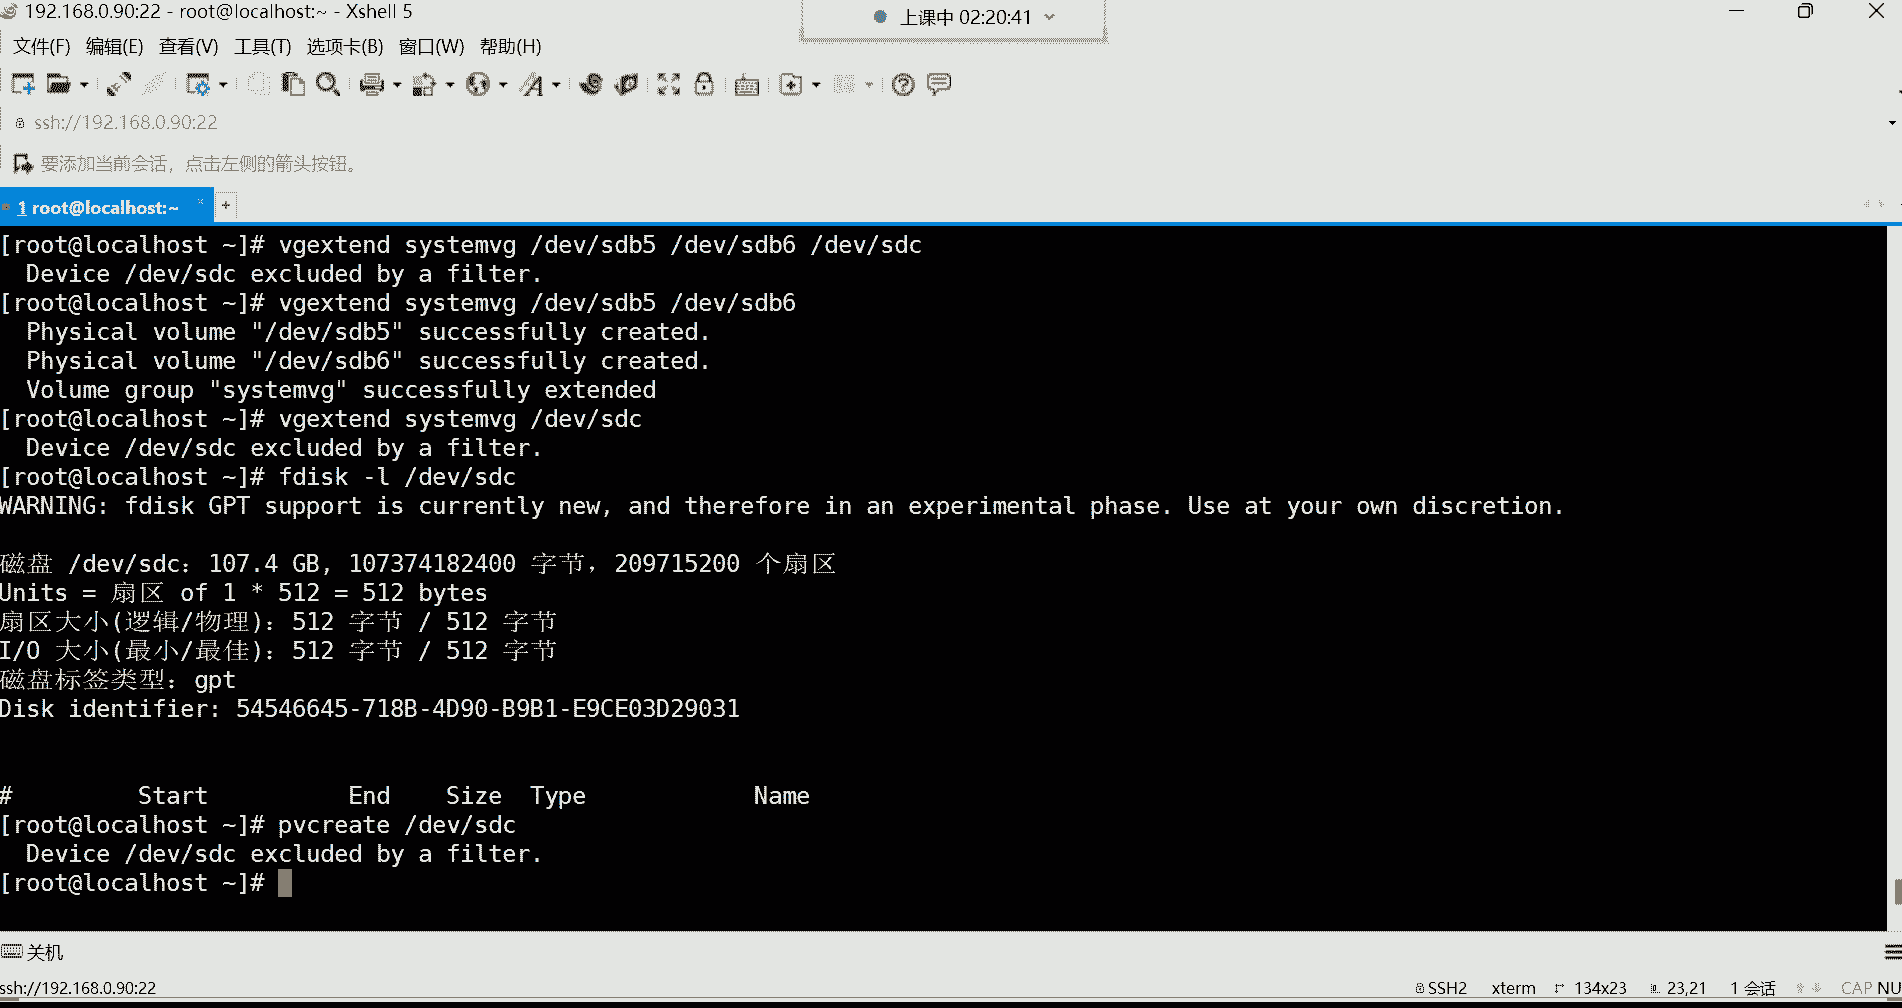 192.168.0.90:22 - root@localhost:~ - Xshell 5
上课中 02:20:41
文件(F) 编辑(E) 查看(V) 工具(T) 选项卡(B) 窗口(W) 帮助(H)
ssh://192.168.0.90:22
要添加当前会话，点击左侧的箭头按钮。
1 root@localhost:~
[root@localhost ~]# vgextend systemvg /dev/sdb5 /dev/sdb6 /dev/sdc
Device /dev/sdc excluded by a filter.
[root@localhost ~]# vgextend systemvg /dev/sdb5 /dev/sdb6
Physical volume "/dev/sdb5" successfully created.
Physical volume "/dev/sdb6" successfully created.
Volume group "systemvg" successfully extended
[root@localhost ~]# vgextend systemvg /dev/sdc
Device /dev/sdc excluded by a filter.
[root@localhost ~]# fdisk -l /dev/sdc
WARNING: fdisk GPT support is currently new, and therefore in an experimental phase. Use at your own discretion.
磁盘 /dev/sdc：107.4 GB, 107374182400 字节，209715200 个扇区
Units = 扇区 of 1 * 512 = 512 bytes
扇区大小(逻辑/物理)：512 字节 / 512 字节
I/O 大小(最小/最佳)：512 字节 / 512 字节
磁盘标签类型：gpt
Disk identifier: 54546645-718B-4D90-B9B1-E9CE03D29031
# Start End Size Type Name
[root@localhost ~]# pvcreate /dev/sdc
Device /dev/sdc excluded by a filter.
[root@localhost ~]#
关机
ssh://192.168.0.90:22 SSH2 xterm 134x23 23,21 1 会话 CAP NU